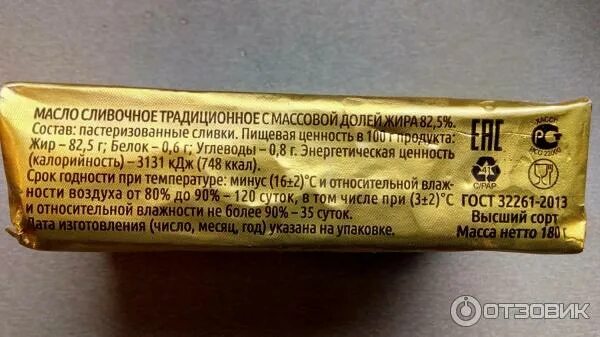 МАСЛО СЛИВОЧНОЕ ТРАДИЦИОННОЕ С МАССОВОЙ ДОЛЕЙ ЖИРА 82,5%.
Состав: пастеризованные сливки. Пищевая ценность в 100 г продукта:
Жир – 82,5 г; Белок – 0,6 г; Углеводы – 0,8 г. Энергетическая ценность
(калорийность) – 3131 кДж (748 ккал).
Срок годности при температуре: минус (16±2)°С и относительной влаж-
ности воздуха от 80% до 90% – 120 суток, в том числе при (3±2)°С
и относительной влажности не более 90% – 35 суток.
Дата изготовления (число, месяц, год) указана на упаковке.
ЕАС
ХАССП
РСТ
41
C/PAP
ГОСТ 32261-2013
Высший сорт
Масса нетто 180 г
ОТЗОВИК